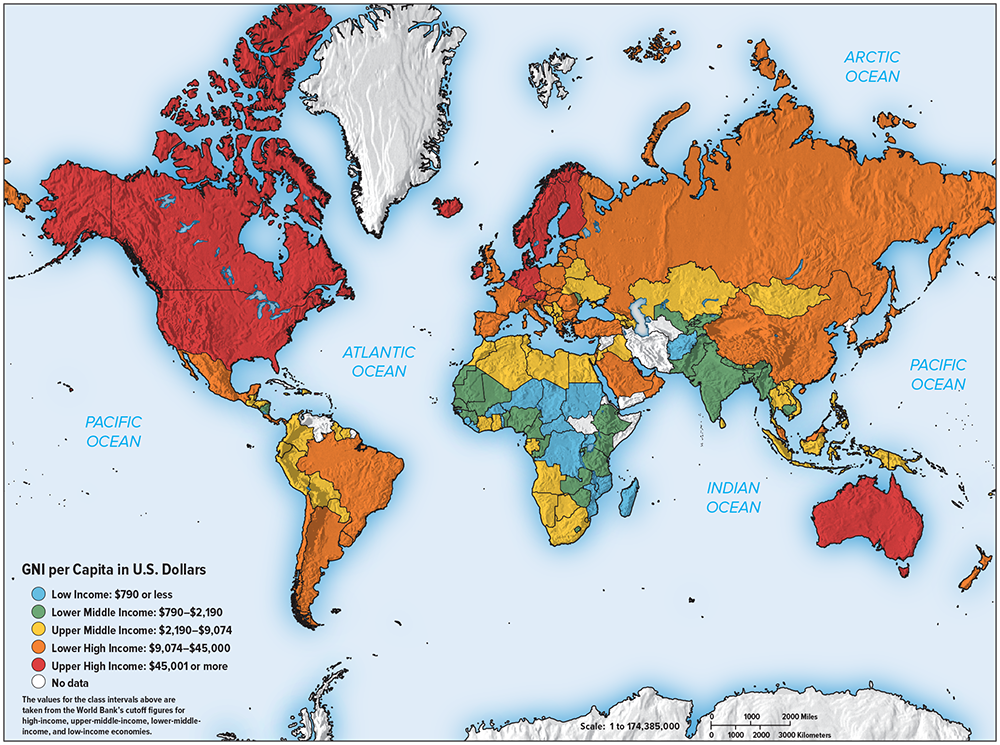 ARCTIC
OCEAN
ATLANTIC
OCEAN
PACIFIC
OCEAN
PACIFIC
OCEAN
INDIAN
OCEAN
GNI per Capita in U.S. Dollars
Low Income: $790 or less
Lower Middle Income: $790–$2,190
Upper Middle Income: $2,190–$9,074
Lower High Income: $9,074–$45,000
Upper High Income: $45,001 or more
No data
The values for the class intervals above are
taken from the World Bank's cutoff figures for
high-income, upper-middle-income, lower-middle-
income, and low-income economies.
Scale: 1 to 174,385,000
0 1000 2000 Miles
0 1000 2000 3000 Kilometers